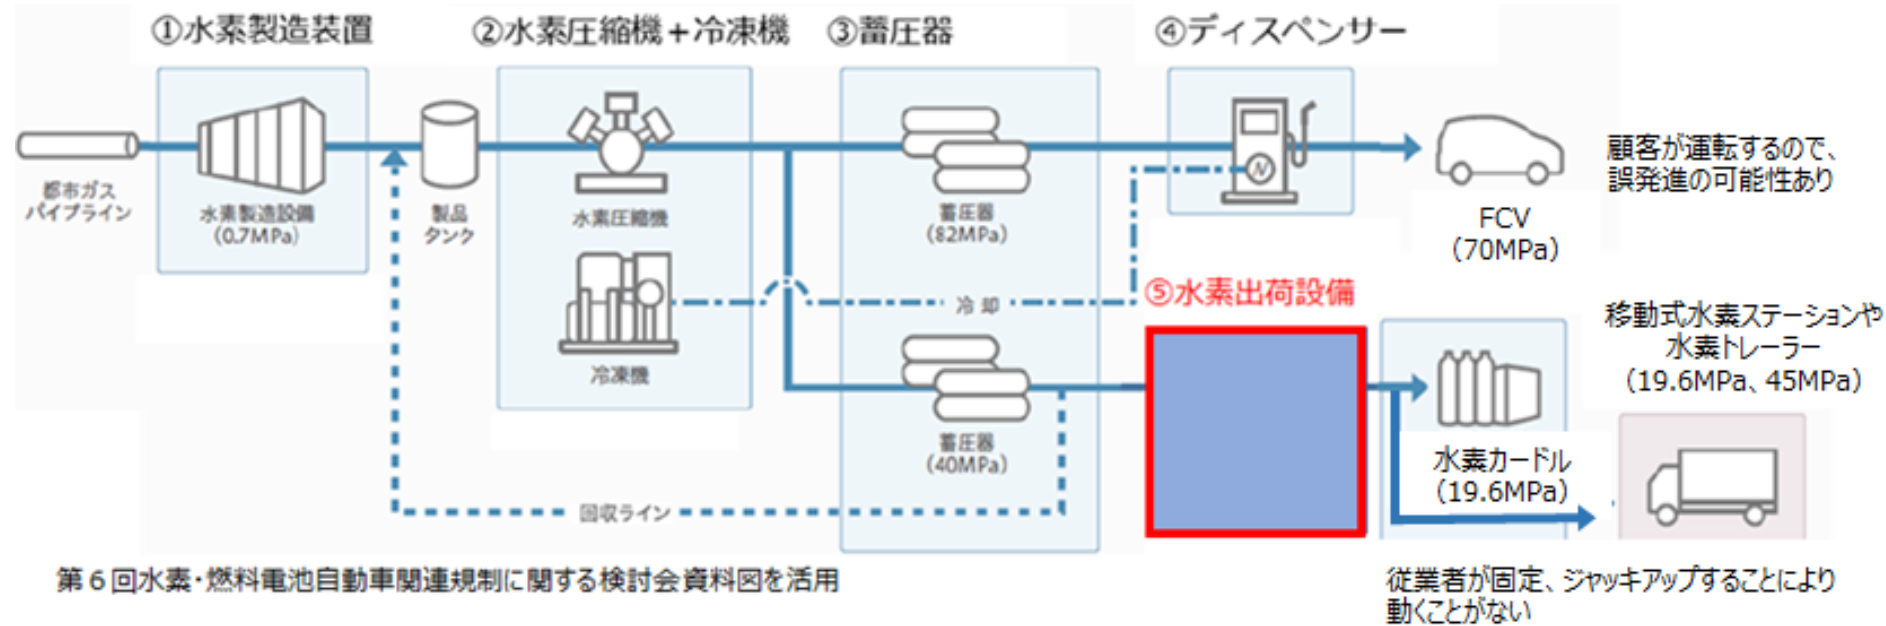 ①水素製造装置
②水素圧縮機+冷凍機
③蓄圧器
④ディスペンサー
都市ガス
パイプライン
水素製造設備
(0.7MPa)
製品
タンク
水素圧縮機
冷凍機
蓄圧器
(82MPa)
冷却
蓄圧器
(40MPa)
回収ライン
FCV
(70MPa)
顧客が運転するので、
誤発進の可能性あり
⑤水素出荷設備
水素カードル
(19.6MPa)
移動式水素ステーションや
水素トレーラー
(19.6MPa、45MPa)
第6回水素・燃料電池自動車関連規制に関する検討会資料図を活用
従業者が固定、ジャッキアップすることにより
動くことがない